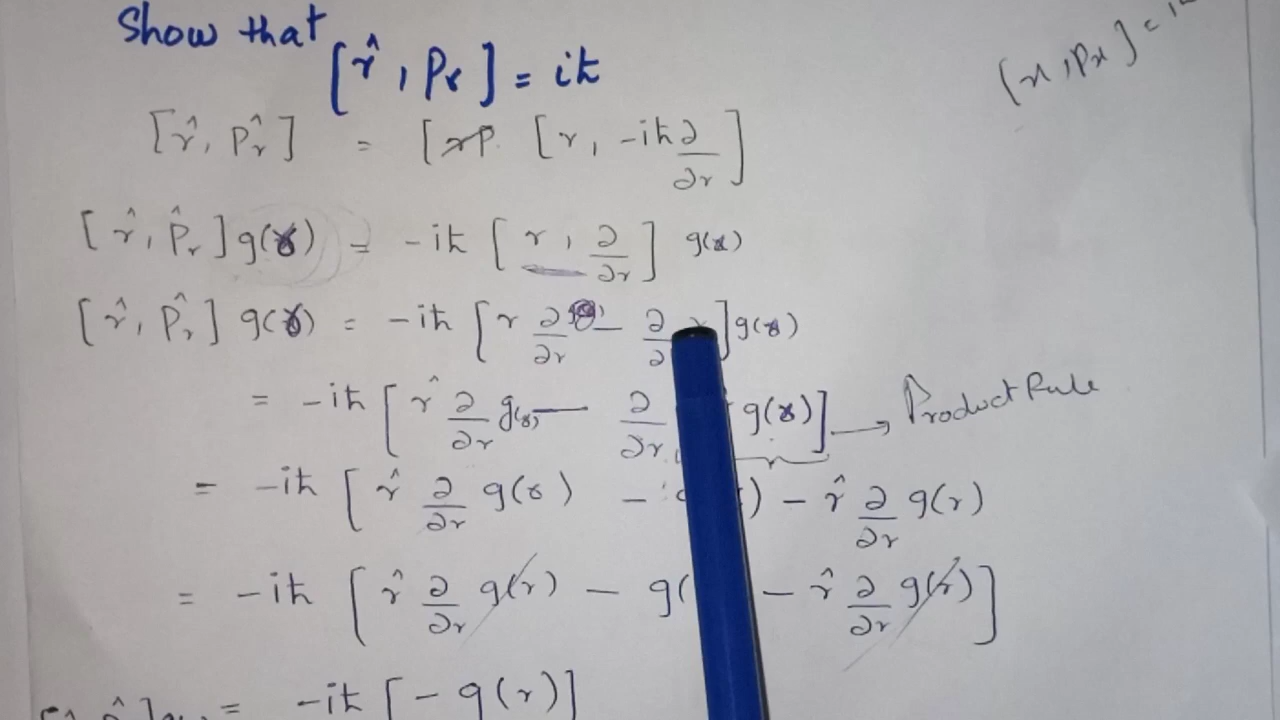 Show that
[r̂, Pr] = iħ
[x, Px] = i
[r̂, P̂r] = [r, -iħ ∂/∂r]
[r̂, P̂r] g(r) = -iħ [r, ∂/∂r] g(r)
[r̂, P̂r] g(r) = -iħ [r ∂/∂r - ∂/∂ r] g(r)
= -iħ [r̂ ∂/∂r g(r) - ∂/∂r g(r)] → Product Rule
= -iħ [r̂ ∂/∂r g(r) - ) - r̂ ∂/∂r g(r)
= -iħ [r̂ ∂/∂r g(r) - g( - r̂ ∂/∂r g(r)]
= -iħ [- g(r)]